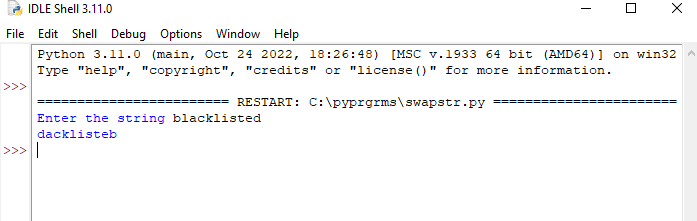 IDLE Shell 3.11.0
File Edit Shell Debug Options Window Help
Python 3.11.0 (main, Oct 24 2022, 18:26:48) [MSC v.1933 64 bit (AMD64)] on win32
Type "help", "copyright", "credits" or "license()" for more information.
>>>
======================== RESTART: C:\pyprgrms\swapstr.py =======================
Enter the string blacklisted
dacklisteb
>>>